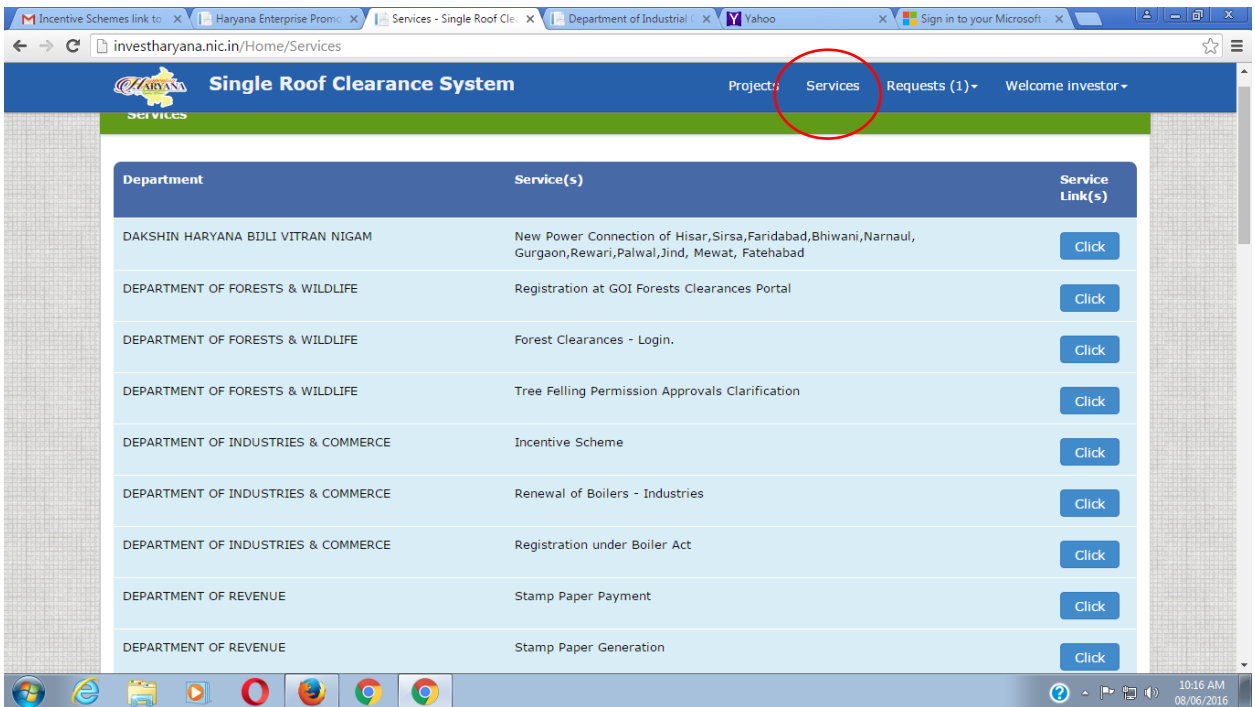 Incentive Schemes link to
Haryana Enterprise Promo
Services - Single Roof Clea
Department of Industrial
Yahoo
Sign in to your Microsoft
investharyana.nic.in/Home/Services
HARYANA
Single Roof Clearance System
Projects
Services
Requests (1)
Welcome investor
Services
Department
Service(s)
Service
Link(s)
DAKSHIN HARYANA BIJLI VITRAN NIGAM
New Power Connection of Hisar,Sirsa,Faridabad,Bhiwani,Narnaul,
Gurgaon,Rewari,Palwal,Jind, Mewat, Fatehabad
Click
DEPARTMENT OF FORESTS & WILDLIFE
Registration at GOI Forests Clearances Portal
Click
DEPARTMENT OF FORESTS & WILDLIFE
Forest Clearances - Login.
Click
DEPARTMENT OF FORESTS & WILDLIFE
Tree Felling Permission Approvals Clarification
Click
DEPARTMENT OF INDUSTRIES & COMMERCE
Incentive Scheme
Click
DEPARTMENT OF INDUSTRIES & COMMERCE
Renewal of Boilers - Industries
Click
DEPARTMENT OF INDUSTRIES & COMMERCE
Registration under Boiler Act
Click
DEPARTMENT OF REVENUE
Stamp Paper Payment
Click
DEPARTMENT OF REVENUE
Stamp Paper Generation
Click
10:16 AM
08/06/2016